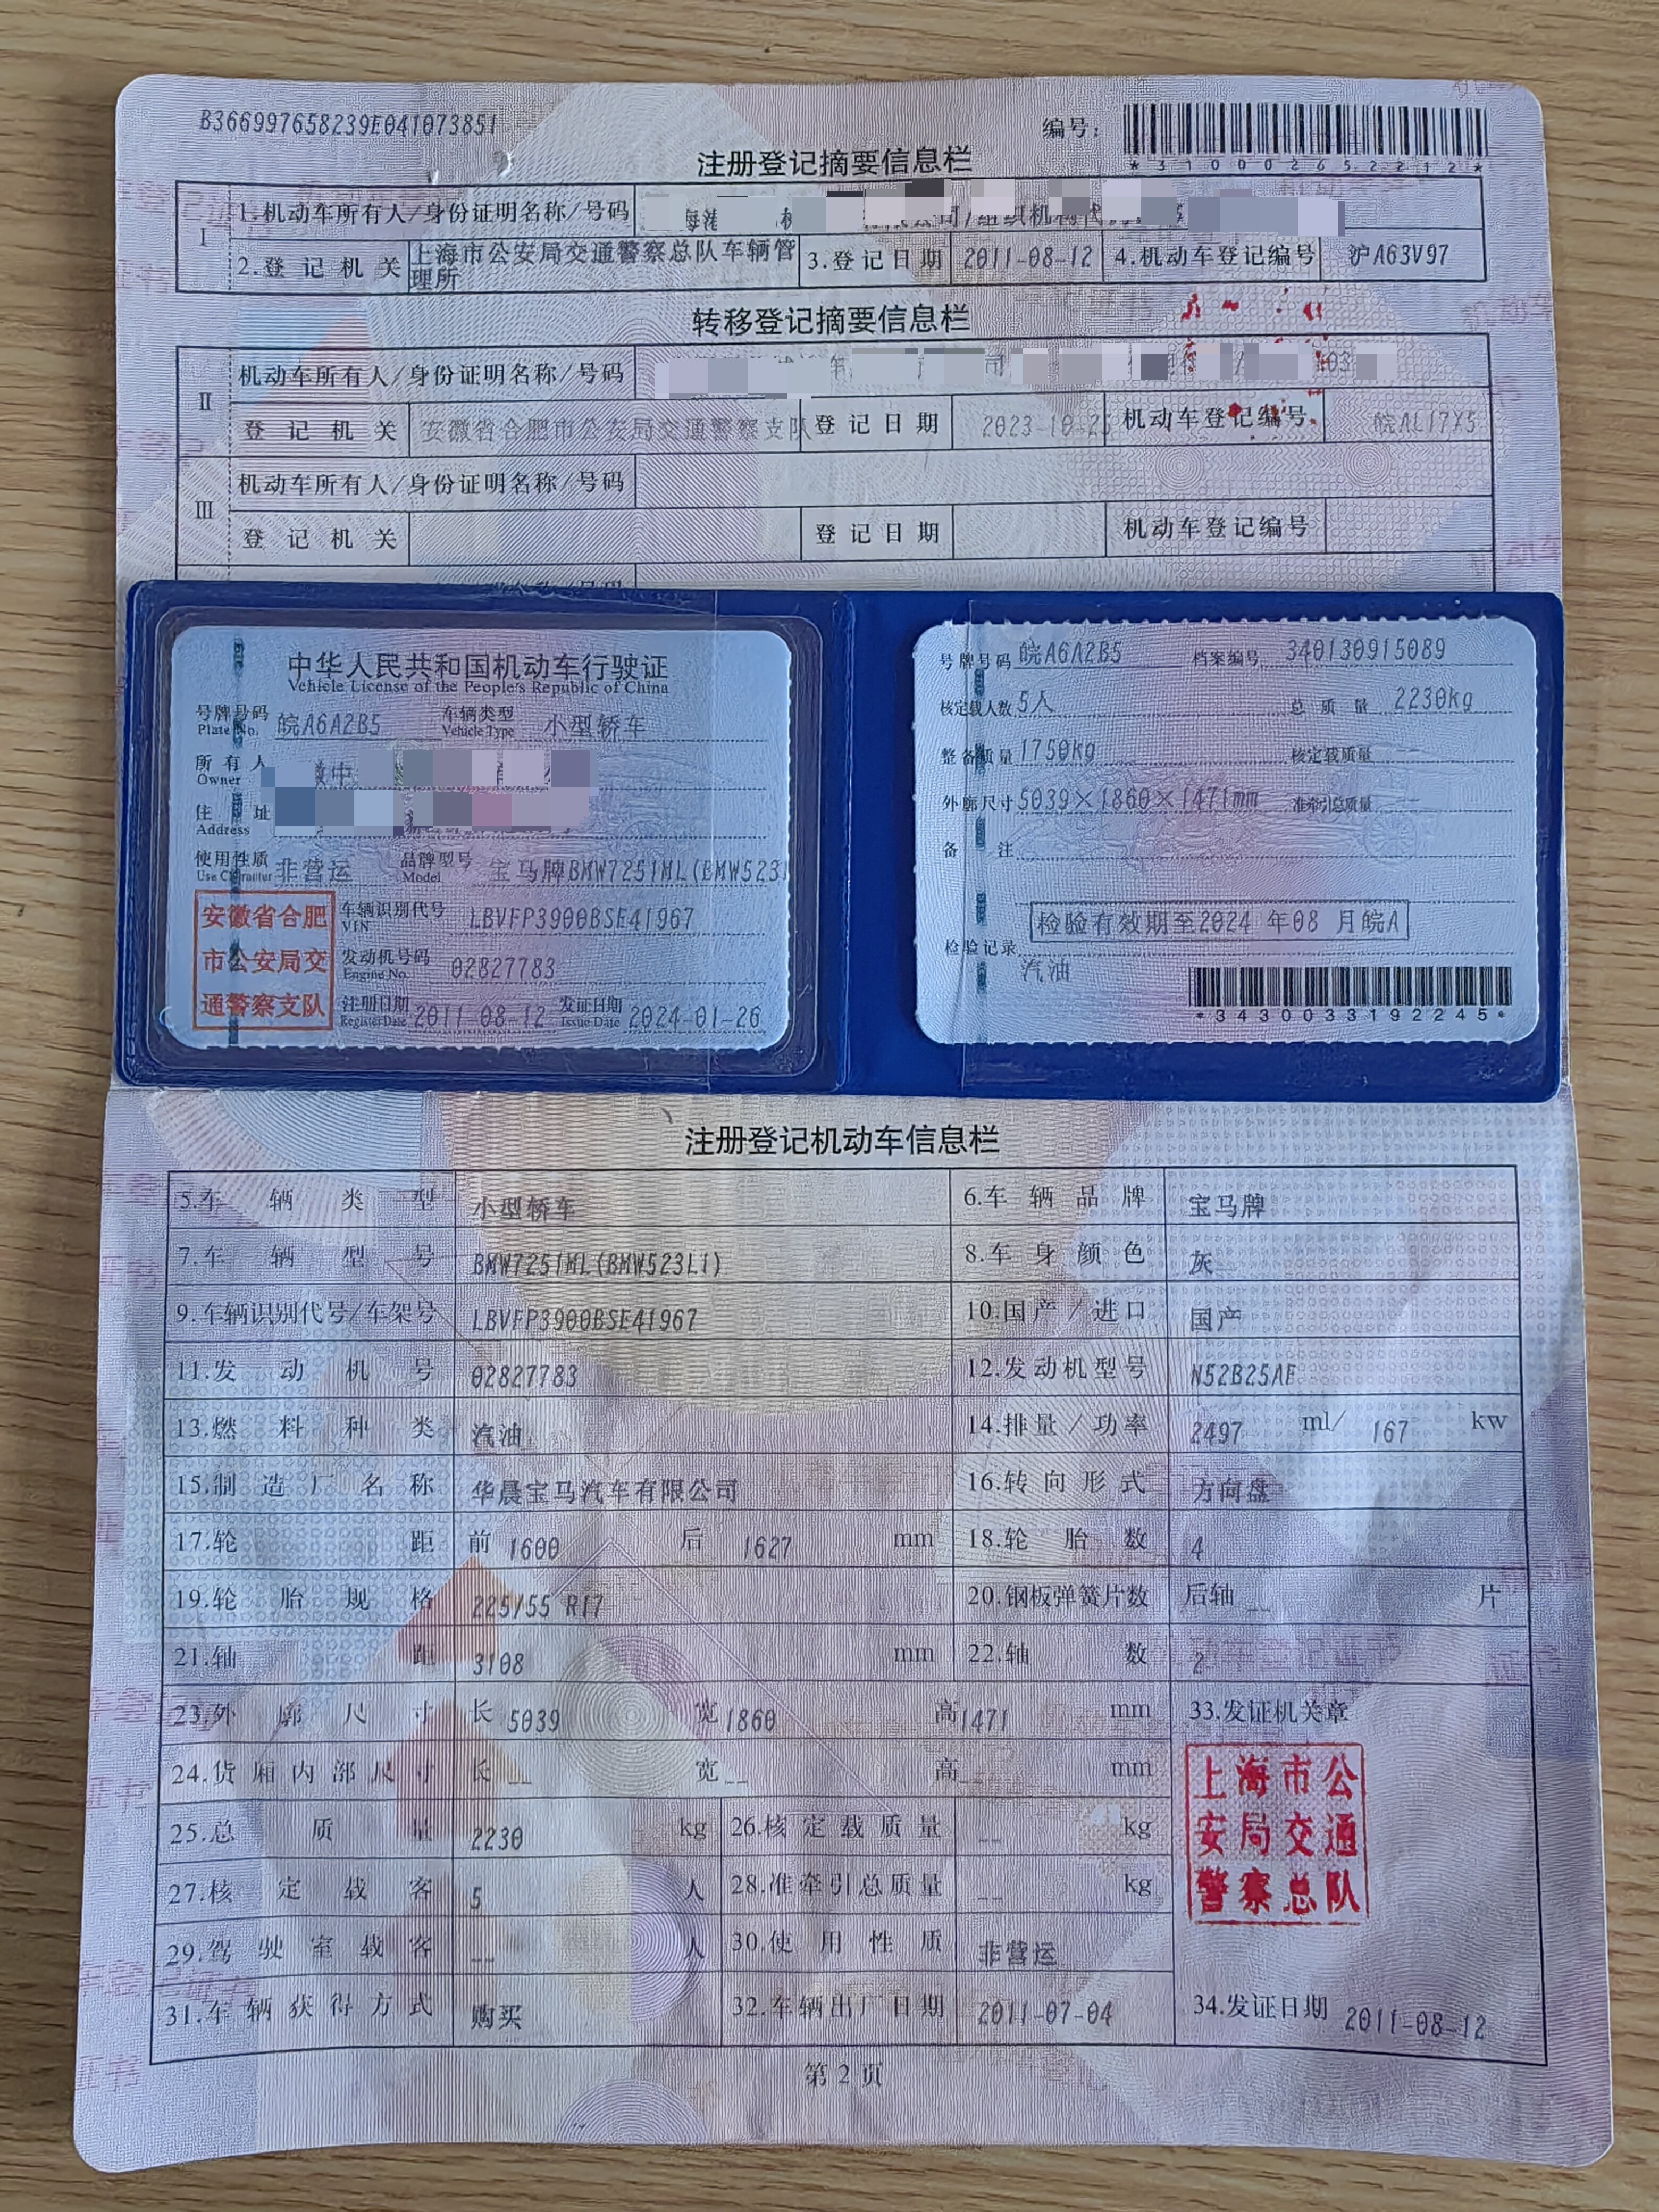 B366997658239E041073851
编号：
*310002652212*
注册登记摘要信息栏
I
1.机动车所有人/身份证明名称/号码
公司/组织机构代
2.登记机关 上海市公安局交通警察总队车辆管理所 3.登记日期 2011-08-12 4.机动车登记编号 沪A63V97
转移登记摘要信息栏
II
机动车所有人/身份证明名称/号码
登记机关 安徽省合肥市公安局交通警察支队 登记日期 2023-10-25 机动车登记编号 皖AL17X5
III
机动车所有人/身份证明名称/号码
登记机关 登记日期 机动车登记编号
中华人民共和国机动车行驶证
Vehicle License of the People's Republic of China
号牌号码 皖A6A2B5 车辆类型 小型轿车
Plate No. Vehicle Type
所有人
Owner
住址
Address
使用性质 非营运 品牌型号 宝马牌BMW7251ML(BMW523
Use Character Model
安徽省合肥
市公安局交
通警察支队
车辆识别代号 LBVFP3900BSE41967
VIN
发动机号码 02827783
Engine No.
注册日期 2011-08-12 发证日期 2024-01-26
Register Date Issue Date
号牌号码 皖A6A2B5 档案编号 340130915089
核定载人数 5人 总质量 2230kg
整备质量 1750kg 核定载质量 --
外廓尺寸 5039×1860×1471mm 准牵引总质量 --
备注
检验有效期至2024 年08 月皖A
检验记录
汽油
*3430033192245*
注册登记机动车信息栏
5.车辆类型 小型轿车 6.车辆品牌 宝马牌
7.车辆型号 BMW7251ML(BMW523LI) 8.车身颜色 灰
9.车辆识别代号/车架号 LBVFP3900BSE41967 10.国产/进口 国产
11.发动机号 02827783 12.发动机型号 N52B25AF
13.燃料种类 汽油 14.排量/功率 2497 ml/ 167 kw
15.制造厂名称 华晨宝马汽车有限公司 16.转向形式 方向盘
17.轮距 前 1600 后 1627 mm 18.轮胎数 4
19.轮胎规格 225/55 R17 20.钢板弹簧片数 后轴 -- 片
21.轴距 3108 mm 22.轴数 2
23.外廓尺寸 长 5039 宽 1860 高 1471 mm 33.发证机关章
24.货厢内部尺寸 长 -- 宽 -- 高 -- mm
上海市公
安局交通
警察总队
25.总质量 2230 kg 26.核定载质量 -- kg
27.核定载客 5 人 28.准牵引总质量 -- kg
29.驾驶室载客 -- 人 30.使用性质 非营运
31.车辆获得方式 购买 32.车辆出厂日期 2011-07-04 34.发证日期 2011-08-12
第 2 页